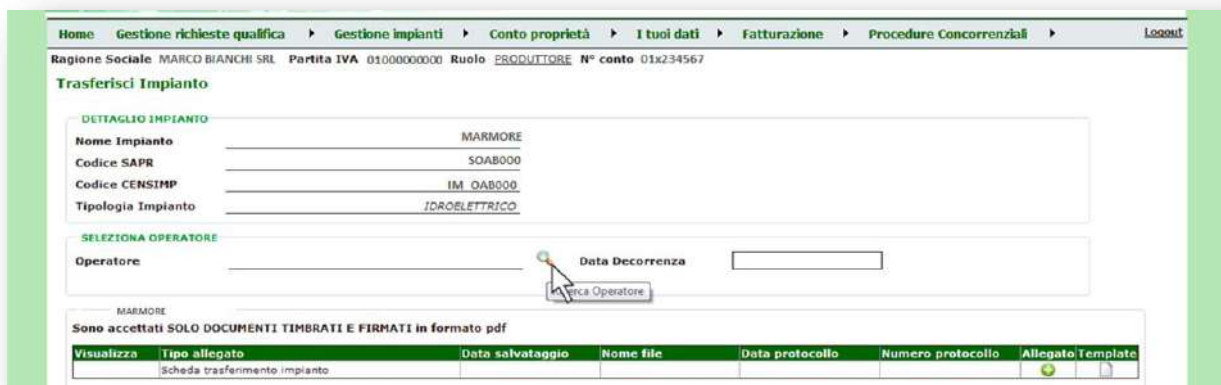 Home Gestione richieste qualifica Gestione impianti Conto proprietà I tuoi dati Fatturazione Procedure Concorrenziali Logout
Ragione Sociale MARCO BIANCHI SRL Partita IVA 01000000000 Ruolo PRODUTTORE N° conto 01x234567
Trasferisci Impianto
DETTAGLIO IMPIANTO
Nome Impianto MARMORE
Codice SAPR SOAB000
Codice CENSIMP IM_OAB000
Tipologia Impianto IDROELETTRICO
SELEZIONA OPERATORE
Operatore Data Decorrenza
Operatore
MARMORE
Sono accettati SOLO DOCUMENTI TIMBRATI E FIRMATI in formato pdf
Visualizza Tipo allegato Data salvataggio Nome file Data protocollo Numero protocollo Allegato Template
Scheda trasferimento impianto